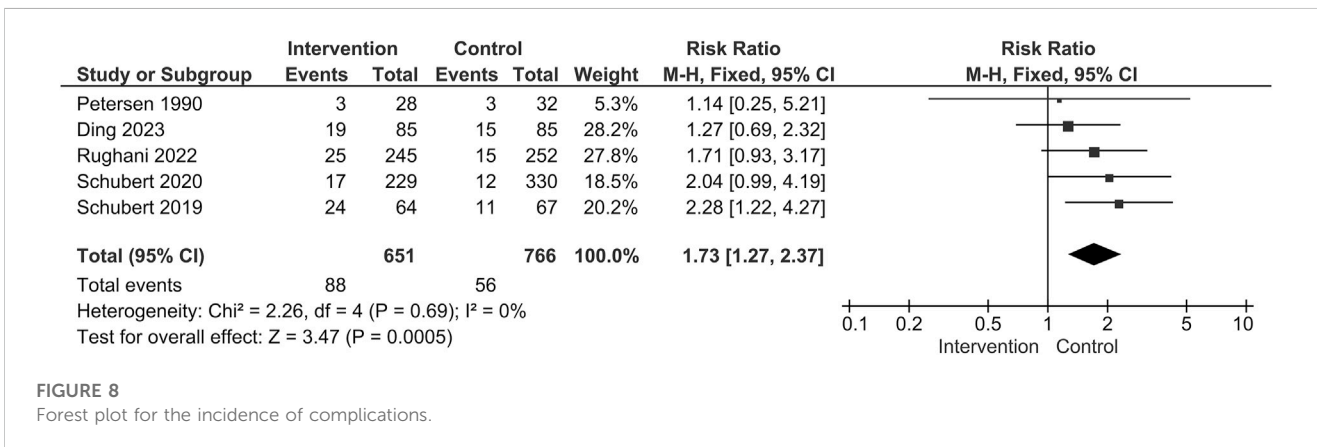 Intervention Control Risk Ratio Risk Ratio
Study or Subgroup Events Total Events Total Weight M-H, Fixed, 95% CI M-H, Fixed, 95% CI
Petersen 1990 3 28 3 32 5.3% 1.14 [0.25, 5.21]
Ding 2023 19 85 15 85 28.2% 1.27 [0.69, 2.32]
Rughani 2022 25 245 15 252 27.8% 1.71 [0.93, 3.17]
Schubert 2020 17 229 12 330 18.5% 2.04 [0.99, 4.19]
Schubert 2019 24 64 11 67 20.2% 2.28 [1.22, 4.27]
Total (95% CI) 651 766 100.0% 1.73 [1.27, 2.37]
Total events 88 56
Heterogeneity: Chi² = 2.26, df = 4 (P = 0.69); I² = 0%
Test for overall effect: Z = 3.47 (P = 0.0005)
0.1 0.2 0.5 1 2 5 10
Intervention Control
FIGURE 8
Forest plot for the incidence of complications.